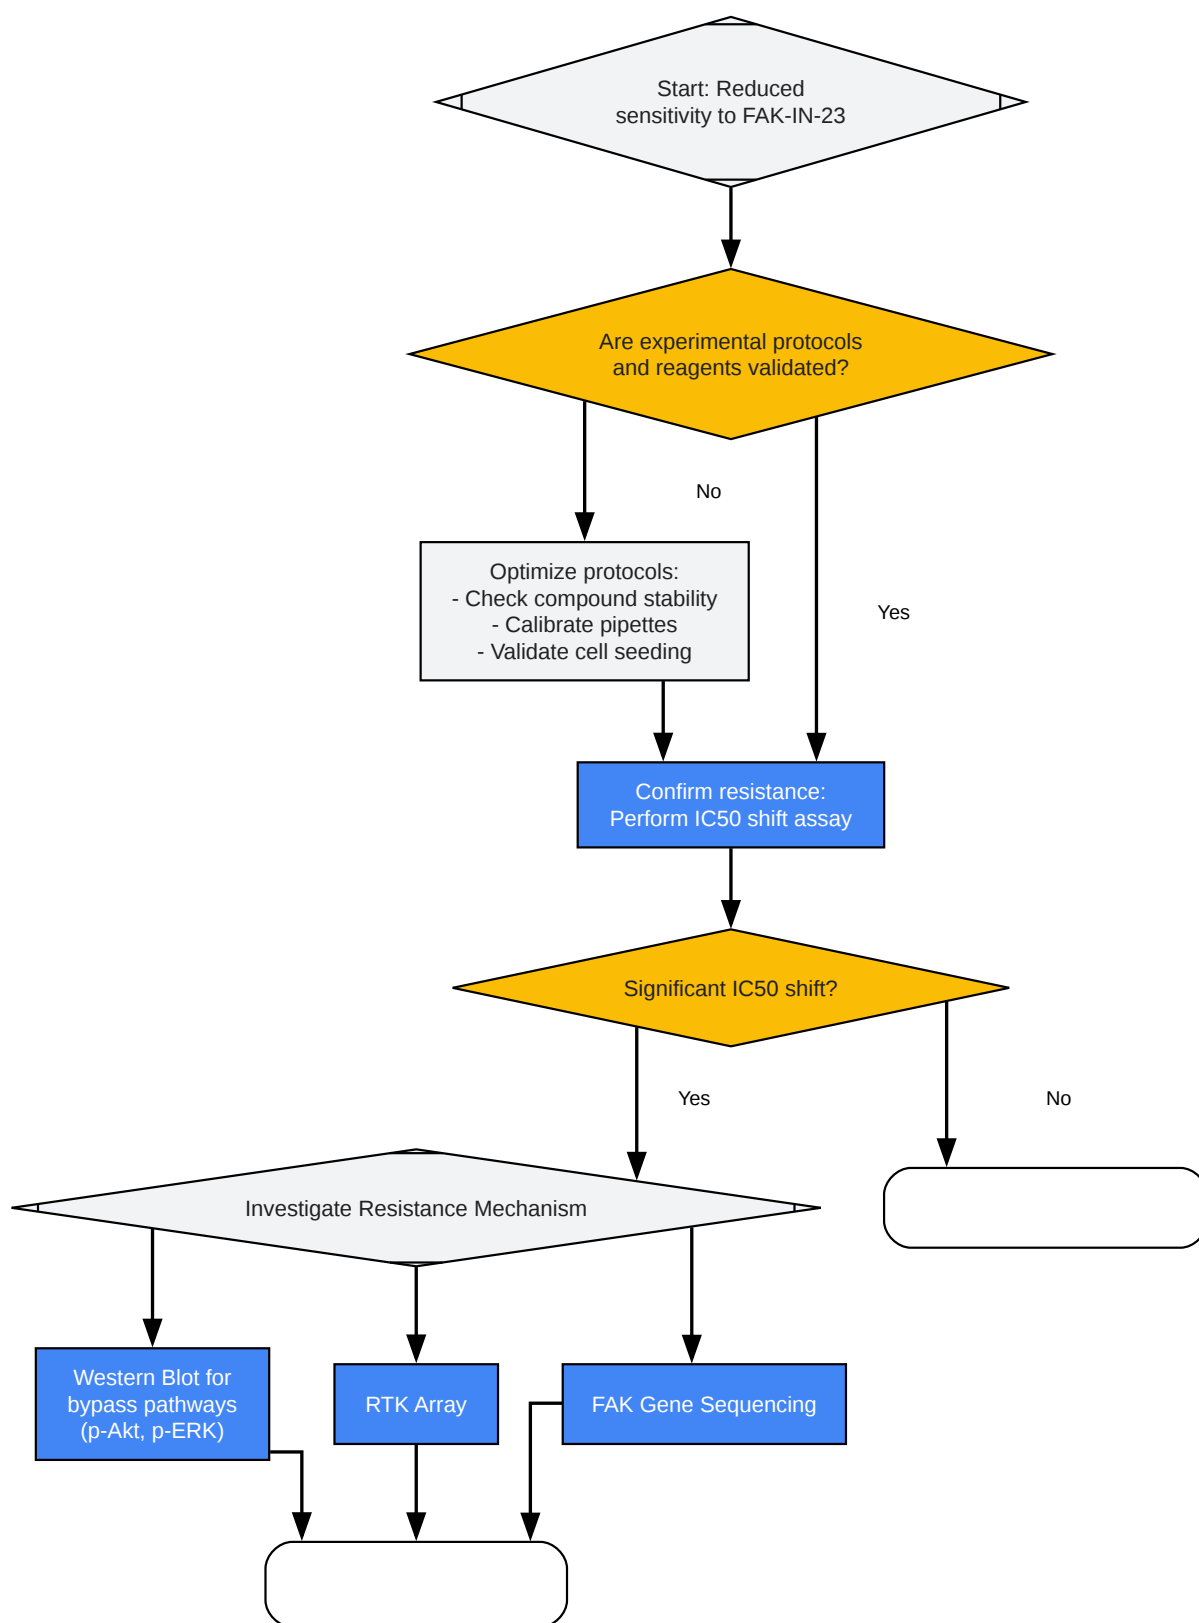 Start: Reduced
sensitivity to FAK-IN-23
Are experimental protocols
and reagents validated?
No
Optimize protocols:
- Check compound stability
- Calibrate pipettes
- Validate cell seeding
Yes
Confirm resistance:
Perform IC50 shift assay
Significant IC50 shift?
Yes
No
Investigate Resistance Mechanism
Western Blot for
bypass pathways
(p-Akt, p-ERK)
RTK Array
FAK Gene Sequencing